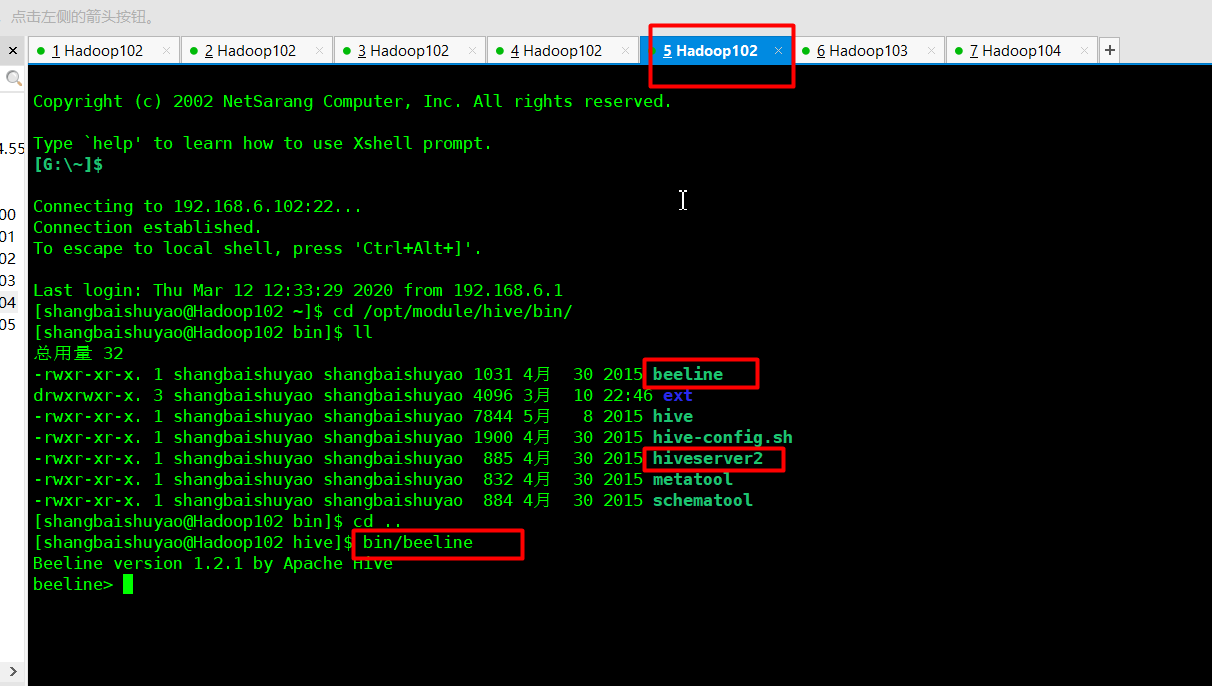 点击左侧的箭头按钮。
1 Hadoop102 2 Hadoop102 3 Hadoop102 4 Hadoop102 5 Hadoop102 6 Hadoop103 7 Hadoop104
Copyright (c) 2002 NetSarang Computer, Inc. All rights reserved.
Type `help' to learn how to use Xshell prompt.
4.55
[G:\~]$
Connecting to 192.168.6.102:22...
00
Connection established.
01
To escape to local shell, press 'Ctrl+Alt+]'.
02
03
Last login: Thu Mar 12 12:33:29 2020 from 192.168.6.1
04
[shangbaishuyao@Hadoop102 ~]$ cd /opt/module/hive/bin/
05
[shangbaishuyao@Hadoop102 bin]$ ll
总用量 32
-rwxr-xr-x. 1 shangbaishuyao shangbaishuyao 1031 4月  30 2015 beeline
drwxrwxr-x. 3 shangbaishuyao shangbaishuyao 4096 3月  10 22:46 ext
-rwxr-xr-x. 1 shangbaishuyao shangbaishuyao 7844 5月   8 2015 hive
-rwxr-xr-x. 1 shangbaishuyao shangbaishuyao 1900 4月  30 2015 hive-config.sh
-rwxr-xr-x. 1 shangbaishuyao shangbaishuyao  885 4月  30 2015 hiveserver2
-rwxr-xr-x. 1 shangbaishuyao shangbaishuyao  832 4月  30 2015 metatool
-rwxr-xr-x. 1 shangbaishuyao shangbaishuyao  884 4月  30 2015 schematool
[shangbaishuyao@Hadoop102 bin]$ cd ..
[shangbaishuyao@Hadoop102 hive]$ bin/beeline
Beeline version 1.2.1 by Apache Hive
beeline>